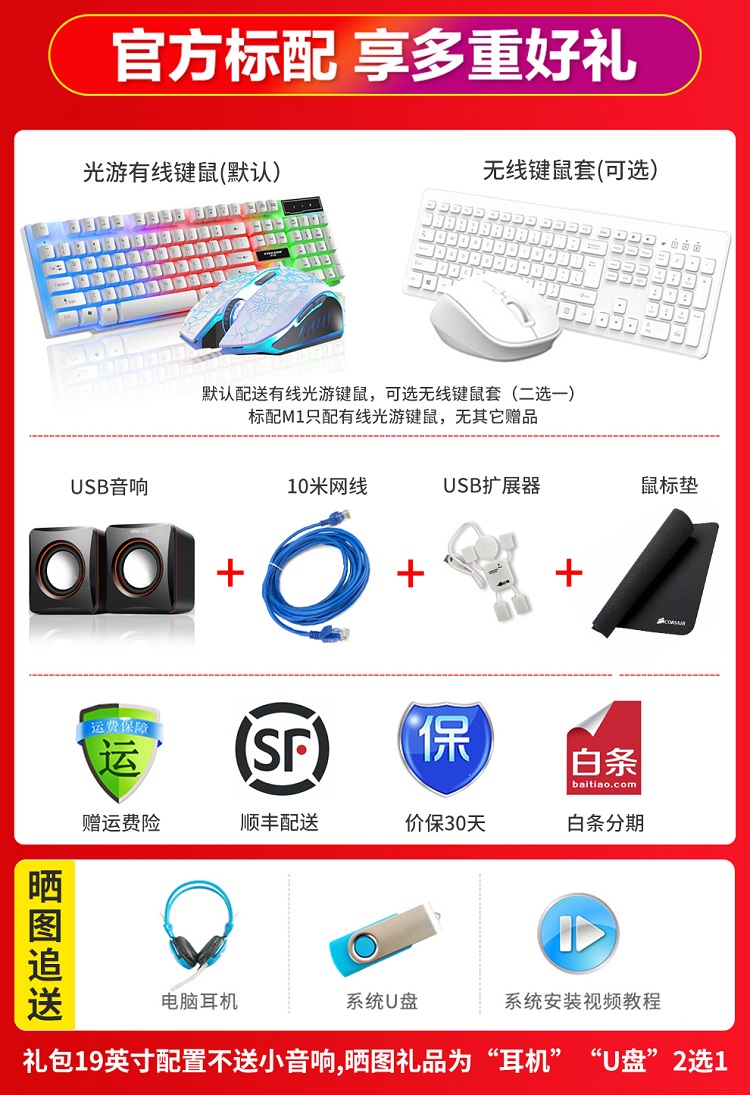 官方标配 享多重好礼
光游有线键鼠(默认)
无线键鼠套(可选)
默认配送有线光游键鼠，可选无线键鼠套（二选一）
标配M1只配有线光游键鼠，无其它赠品
USB音响
10米网线
USB扩展器
鼠标垫
CORSAIR
运费保障
运
SF
保
白条
baitiao.com
赠运费险
顺丰配送
价保30天
白条分期
晒图追送
电脑耳机
系统U盘
系统安装视频教程
礼包19英寸配置不送小音响,晒图礼品为“耳机”“U盘”2选1